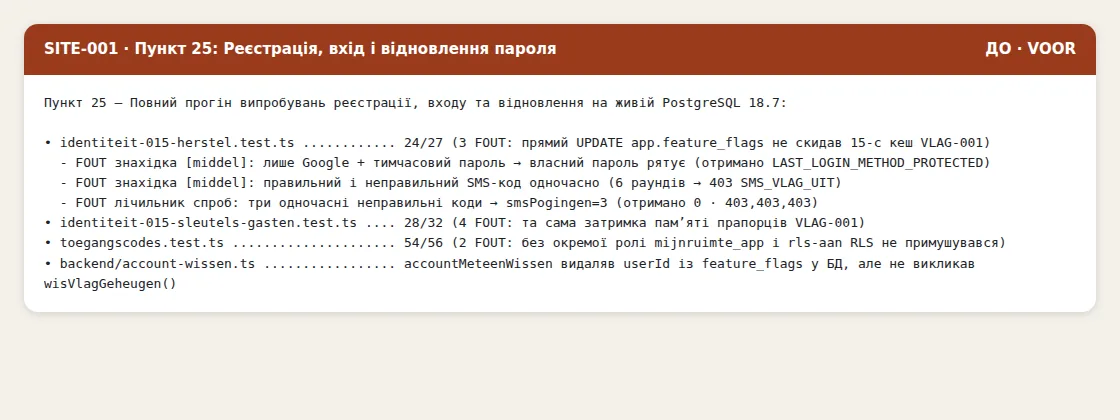 SITE-001 · Пункт 25: Реєстрація, вхід і відновлення пароля
ДО · VOOR
Пункт 25 — Повний прогін випробувань реєстрації, входу та відновлення на живій PostgreSQL 18.7:
• identiteit-015-herstel.test.ts ............ 24/27 (3 FOUT: прямий UPDATE app.feature_flags не скидав 15-с кеш VLAG-001)
- FOUT знахідка [middel]: лише Google + тимчасовий пароль → власний пароль рятує (отримано LAST_LOGIN_METHOD_PROTECTED)
- FOUT знахідка [middel]: правильний і неправильний SMS-код одночасно (6 раундів → 403 SMS_VLAG_UIT)
- FOUT лічильник спроб: три одночасні неправильні коди → smsPogingen=3 (отримано 0 · 403,403,403)
• identiteit-015-sleutels-gasten.test.ts .... 28/32 (4 FOUT: та сама затримка пам’яті прапорців VLAG-001)
• toegangscodes.test.ts ..................... 54/56 (2 FOUT: без окремої ролі mijnruimte_app і rls-aan RLS не примушувався)
• backend/account-wissen.ts ................. accountMeteenWissen видаляв userId із feature_flags у БД, але не викликав
wisVlagGeheugen()